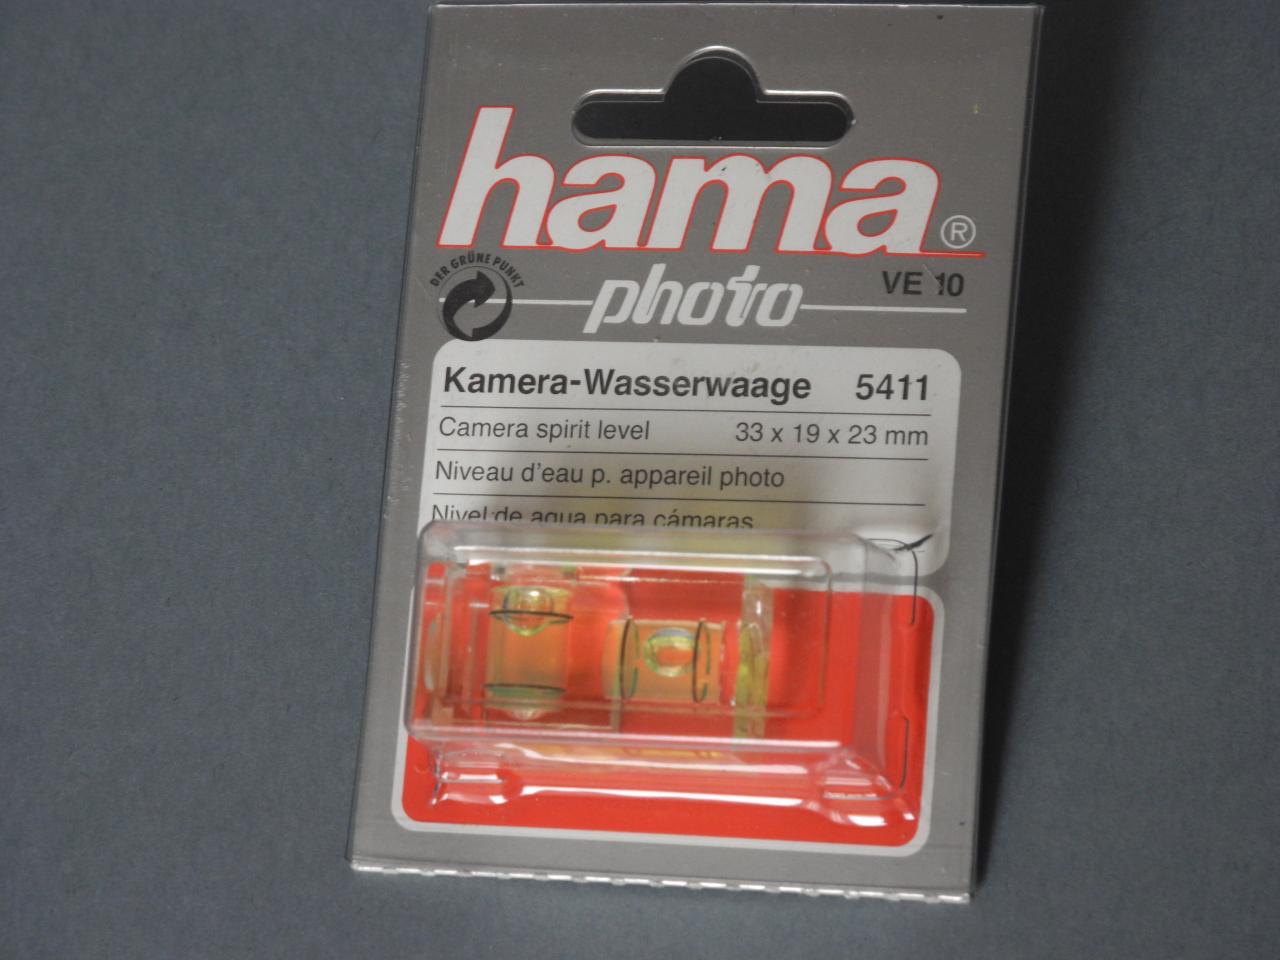 hama®
DER GRÜNE PUNKT
VE 10
photo
Kamera-Wasserwaage 5411
Camera spirit level 33 x 19 x 23 mm
Niveau d'eau p. appareil photo
Nivel de agua para cámaras